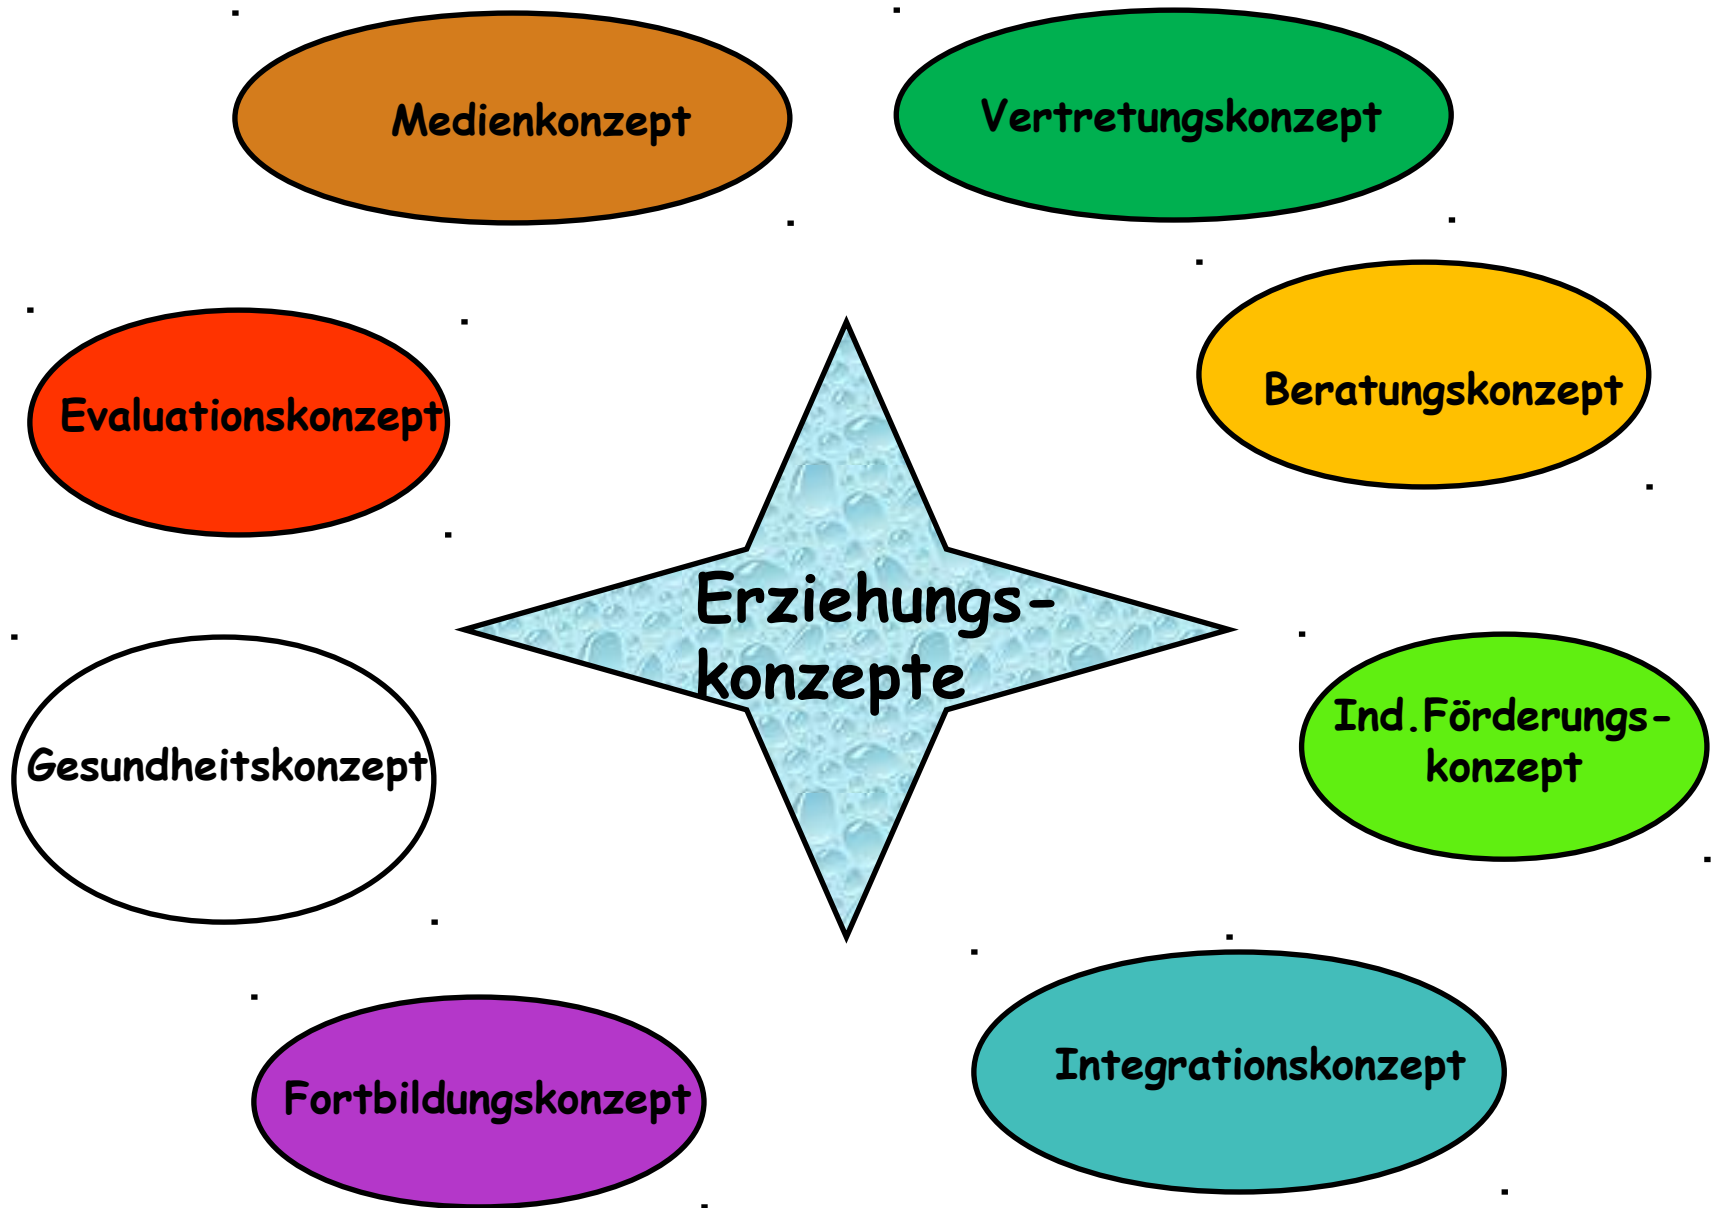 Medienkonzept
Vertretungskonzept
Evaluationskonzept
Beratungskonzept
Erziehungs-
konzepte
Gesundheitskonzept
Ind.Förderungs-
konzept
Fortbildungskonzept
Integrationskonzept